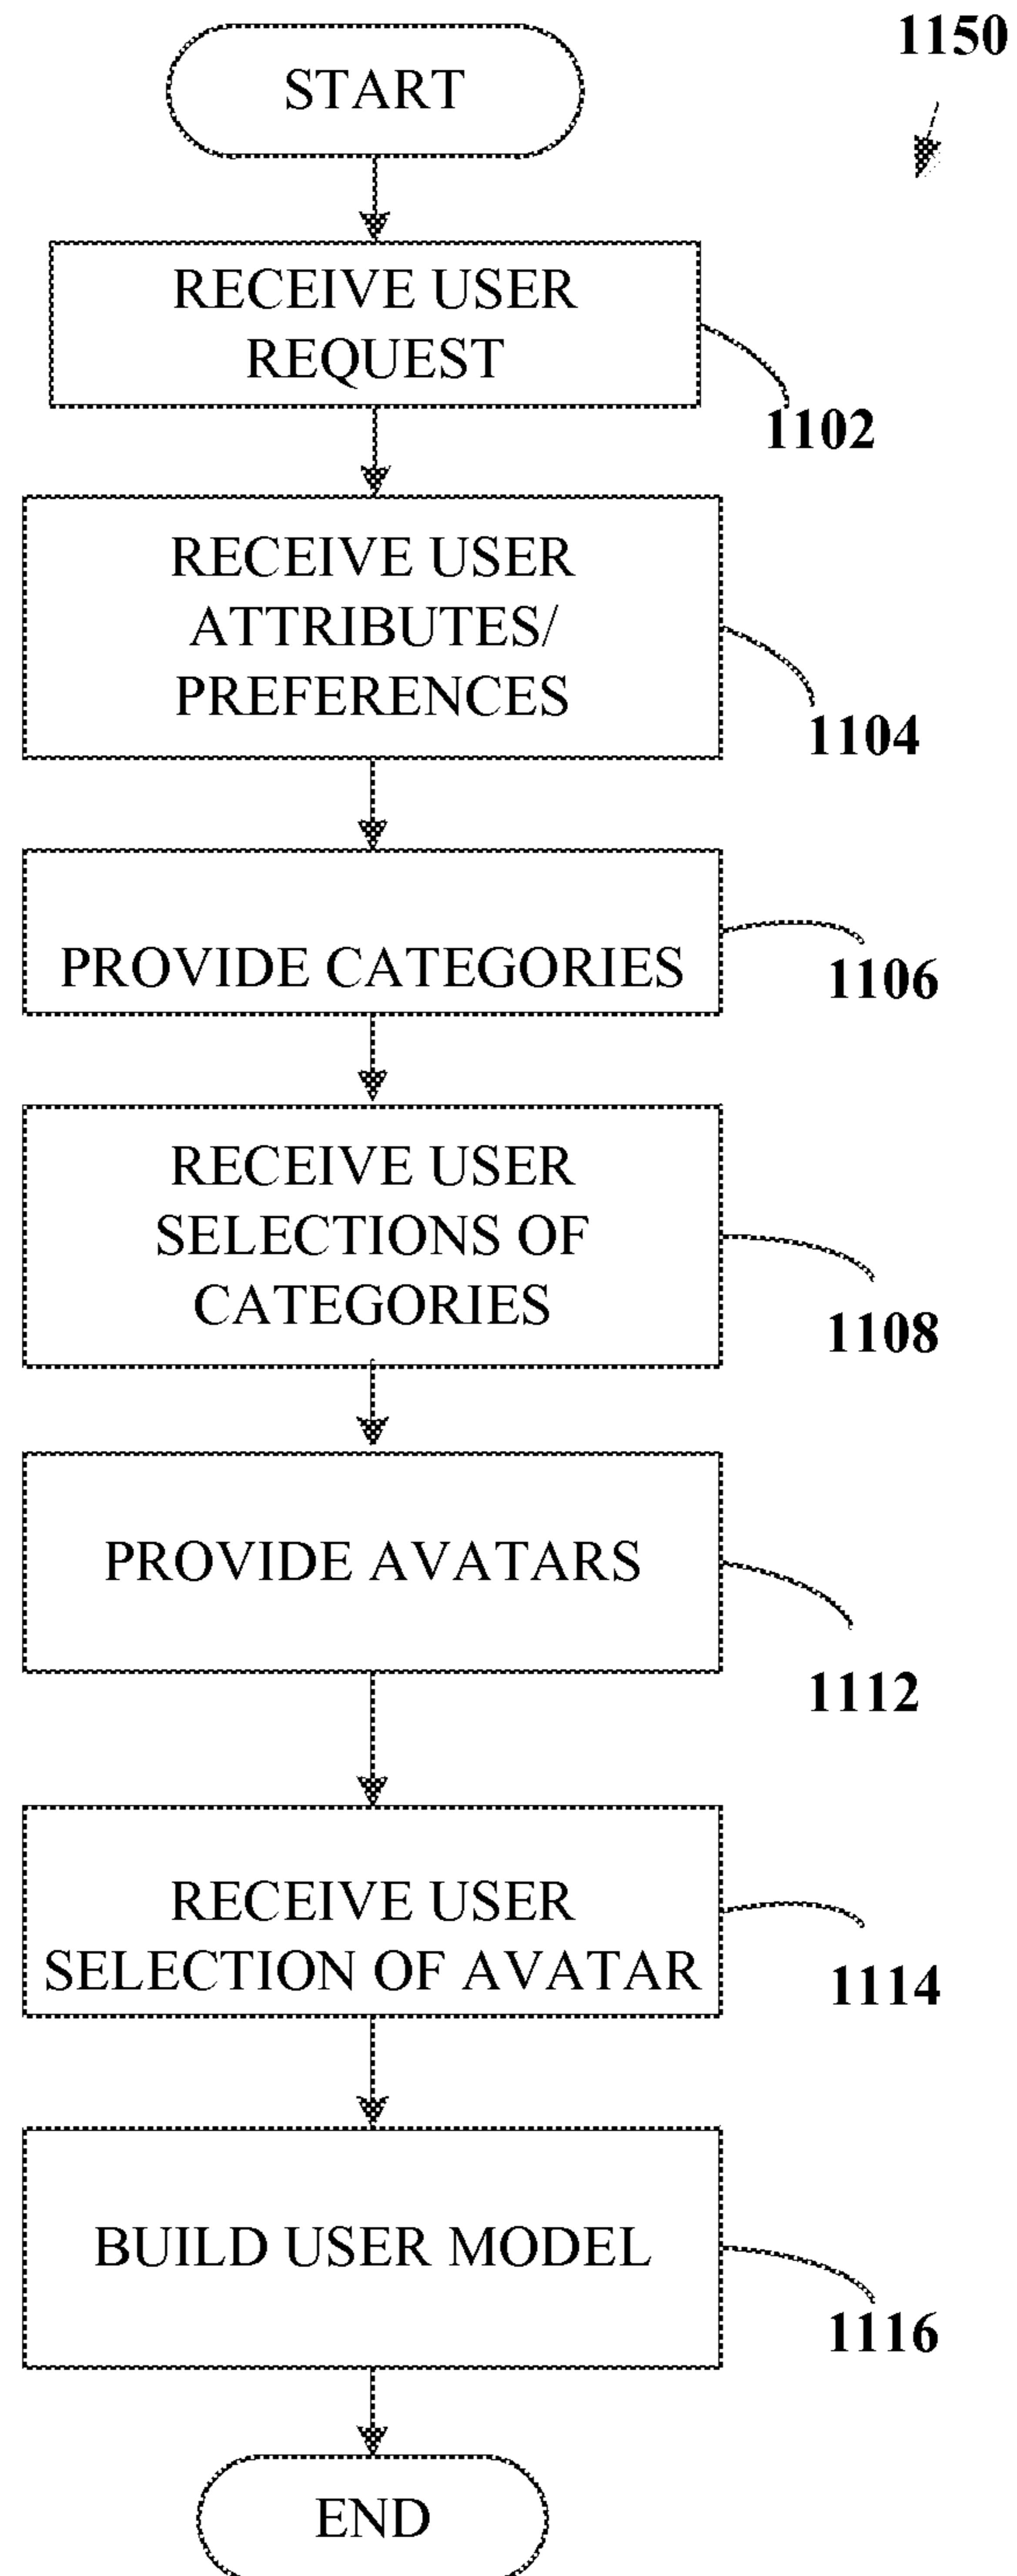 1150
START
RECEIVE USER
REQUEST
1102
RECEIVE USER
ATTRIBUTES/
PREFERENCES
1104
PROVIDE CATEGORIES
1106
RECEIVE USER
SELECTIONS OF
CATEGORIES
1108
PROVIDE AVATARS
1112
RECEIVE USER
SELECTION OF AVATAR
1114
BUILD USER MODEL
1116
END